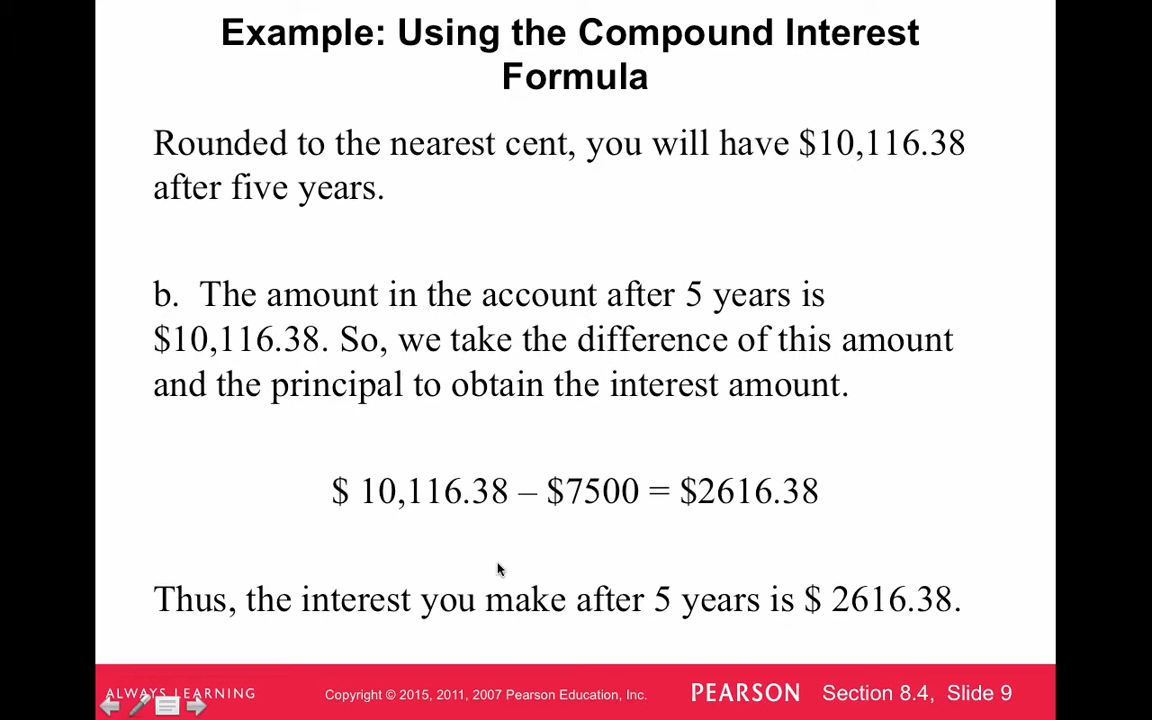 Example: Using the Compound Interest
Formula
Rounded to the nearest cent, you will have $10,116.38
after five years.
b. The amount in the account after 5 years is
$10,116.38. So, we take the difference of this amount
and the principal to obtain the interest amount.
$ 10,116.38 – $7500 = $2616.38
Thus, the interest you make after 5 years is $ 2616.38.
ALWAYS LEARNING Copyright © 2015, 2011, 2007 Pearson Education, Inc. PEARSON Section 8.4, Slide 9